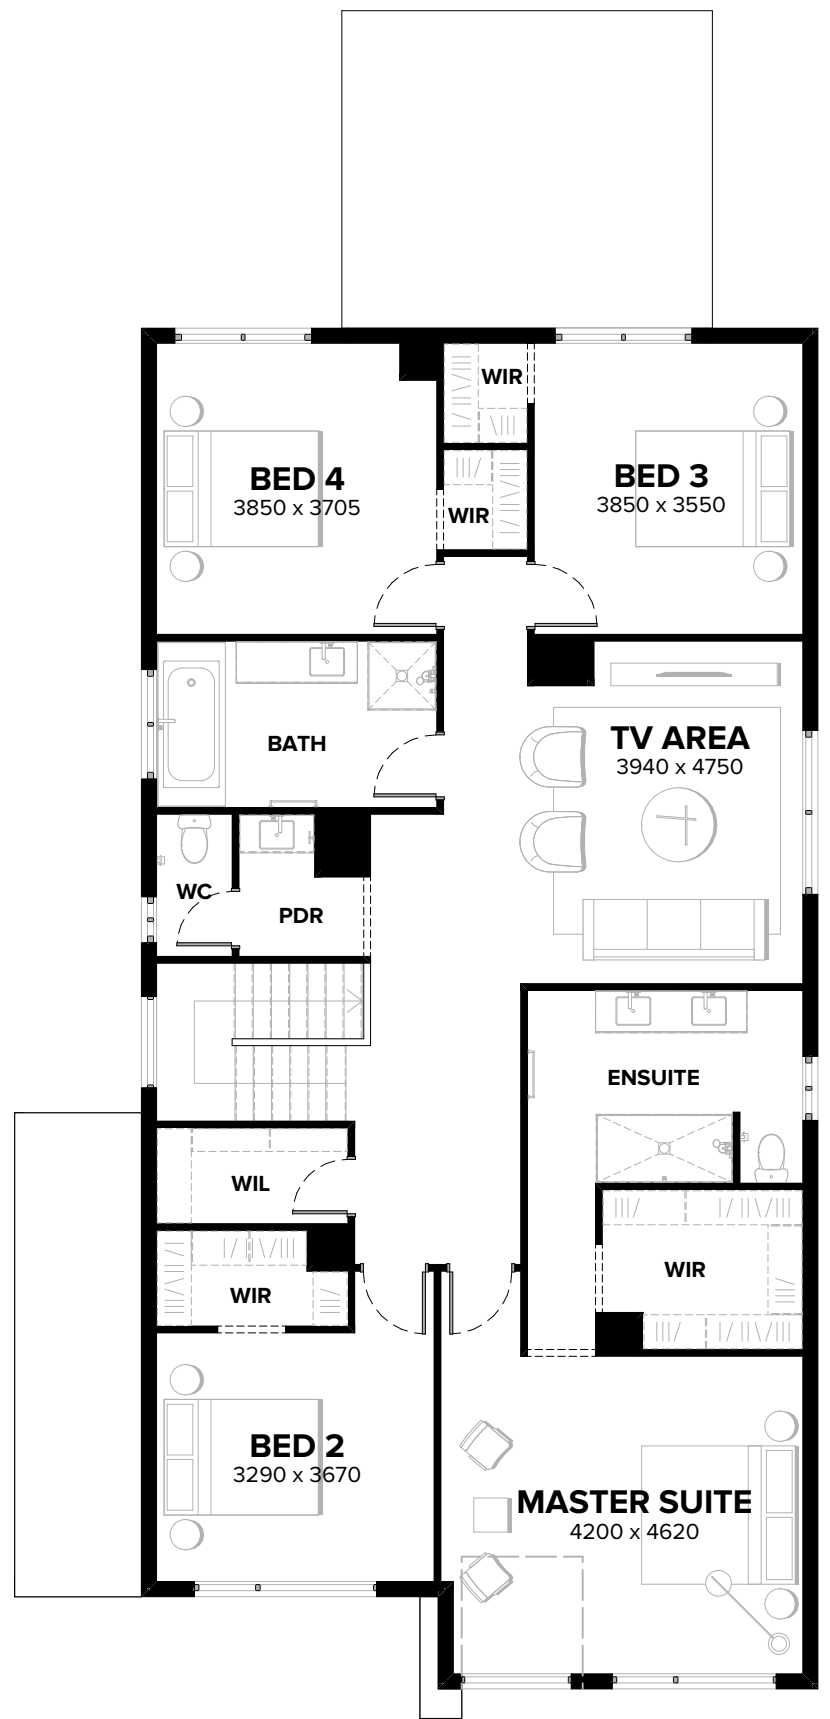 WIR
BED 4
3850 x 3705
BED 3
3850 x 3550
WIR
BATH
TV AREA
3940 x 4750
WC
PDR
ENSUITE
WIL
WIR
WIR
BED 2
3290 x 3670
MASTER SUITE
4200 x 4620